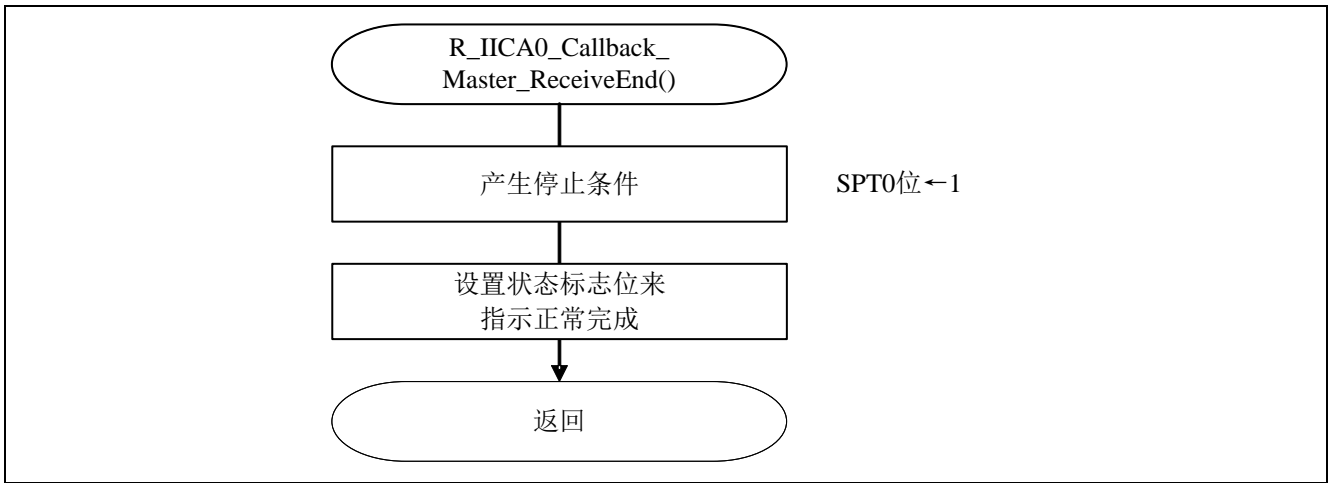 R_IICA0_Callback_
Master_ReceiveEnd()
产生停止条件
SPT0位←1
设置状态标志位来
指示正常完成
返回